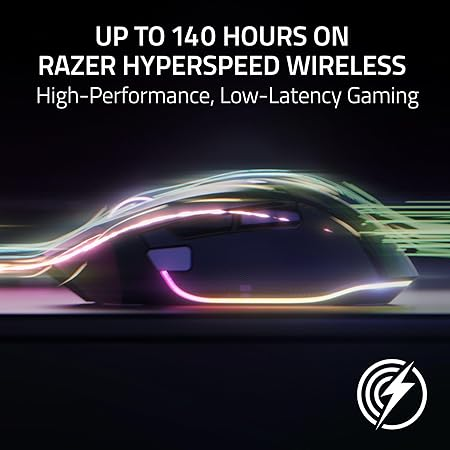 UP TO 140 HOURS ON
RAZER HYPERSPEED WIRELESS
High-Performance, Low-Latency Gaming